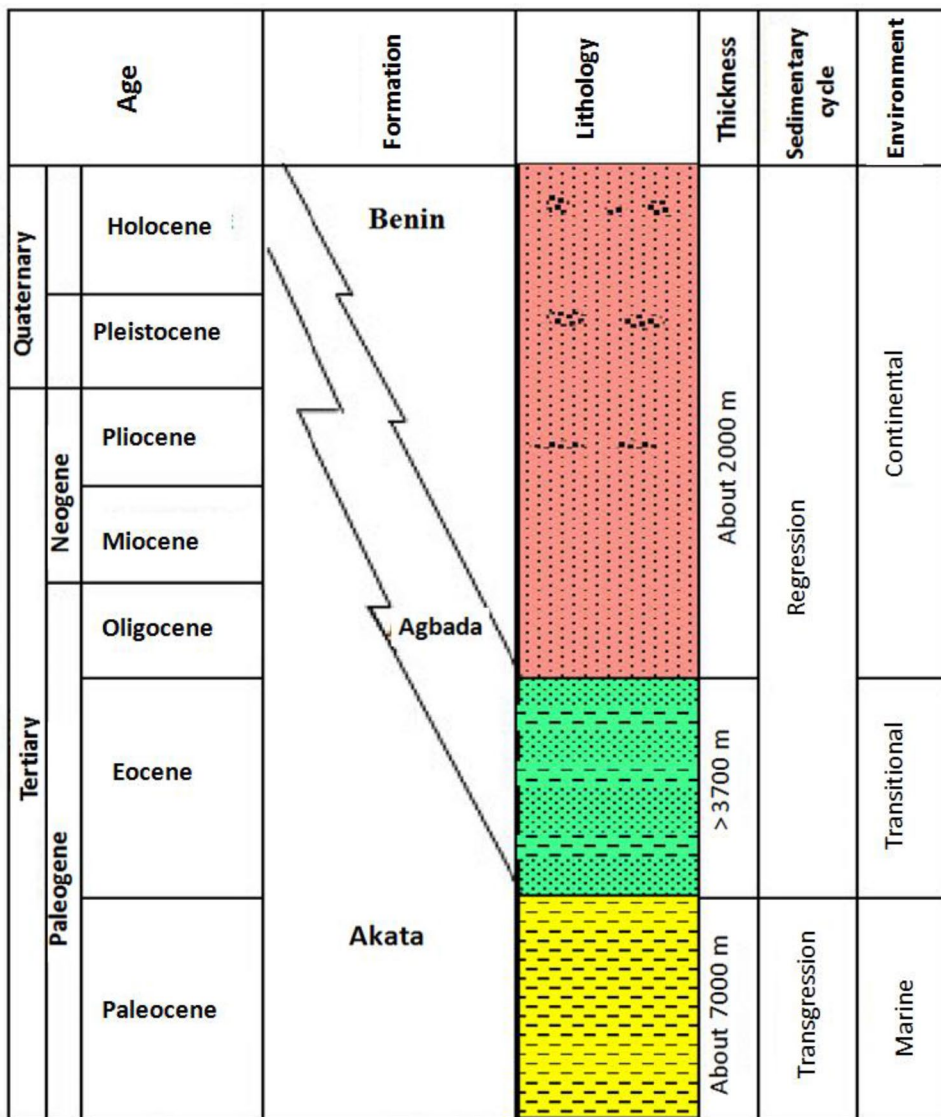 Age
Formation
Lithology
Thickness
Sedimentary
cycle
Environment
Quaternary
Holocene
Pleistocene
Tertiary
Neogene
Pliocene
Miocene
Paleogene
Oligocene
Eocene
Paleocene
Benin
Agbada
Akata
About 2000 m
> 3700 m
About 7000 m
Regression
Transgression
Continental
Transitional
Marine